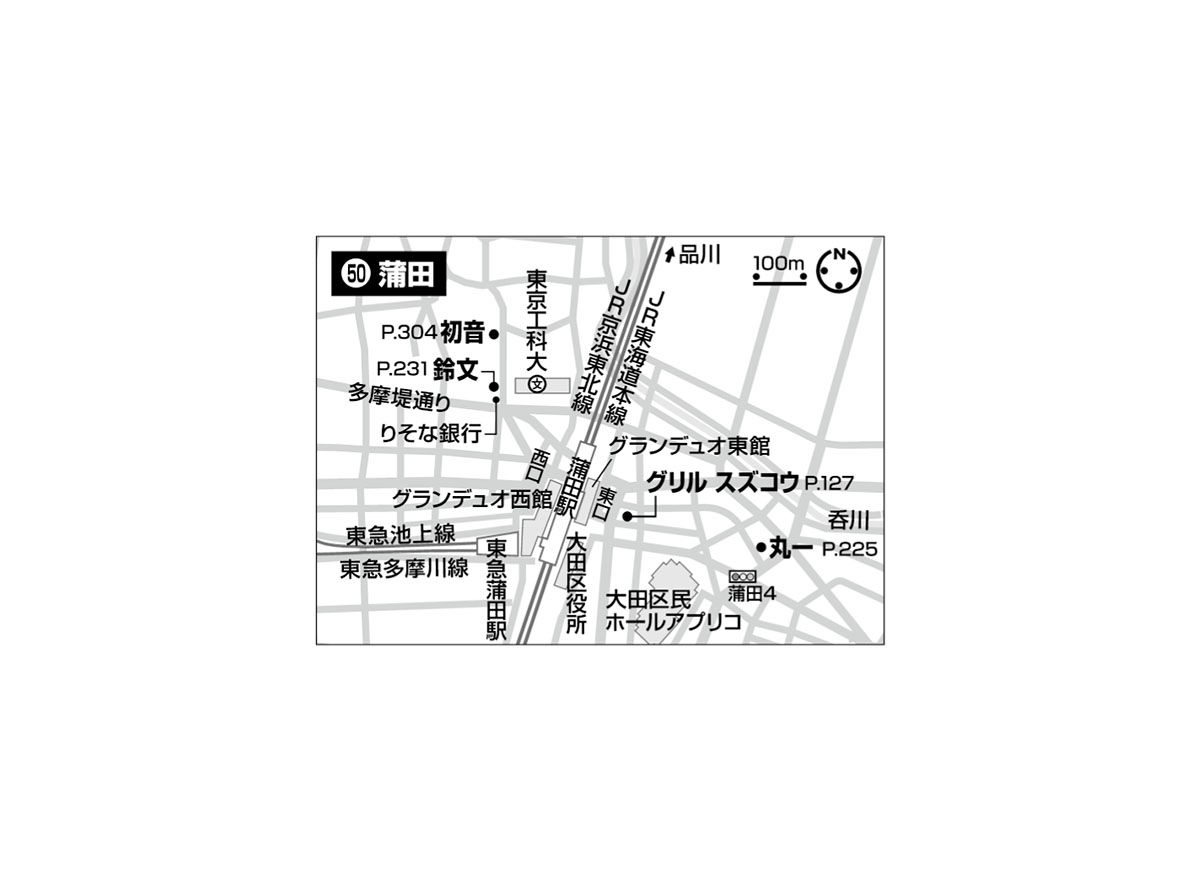 50 蒲田
品川
100m
N
東京工科大
文
JR京浜東北線
JR東海道本線
P.304 初音
P.231 鈴文
多摩堤通り
りそな銀行
西口
蒲田駅
グランデュオ東館
東口
グリル スズコウ P.127
グランデュオ西館
呑川
東急池上線
東急多摩川線
東急蒲田駅
大田区役所
丸一 P.225
蒲田4
大田区民
ホールアプリコ